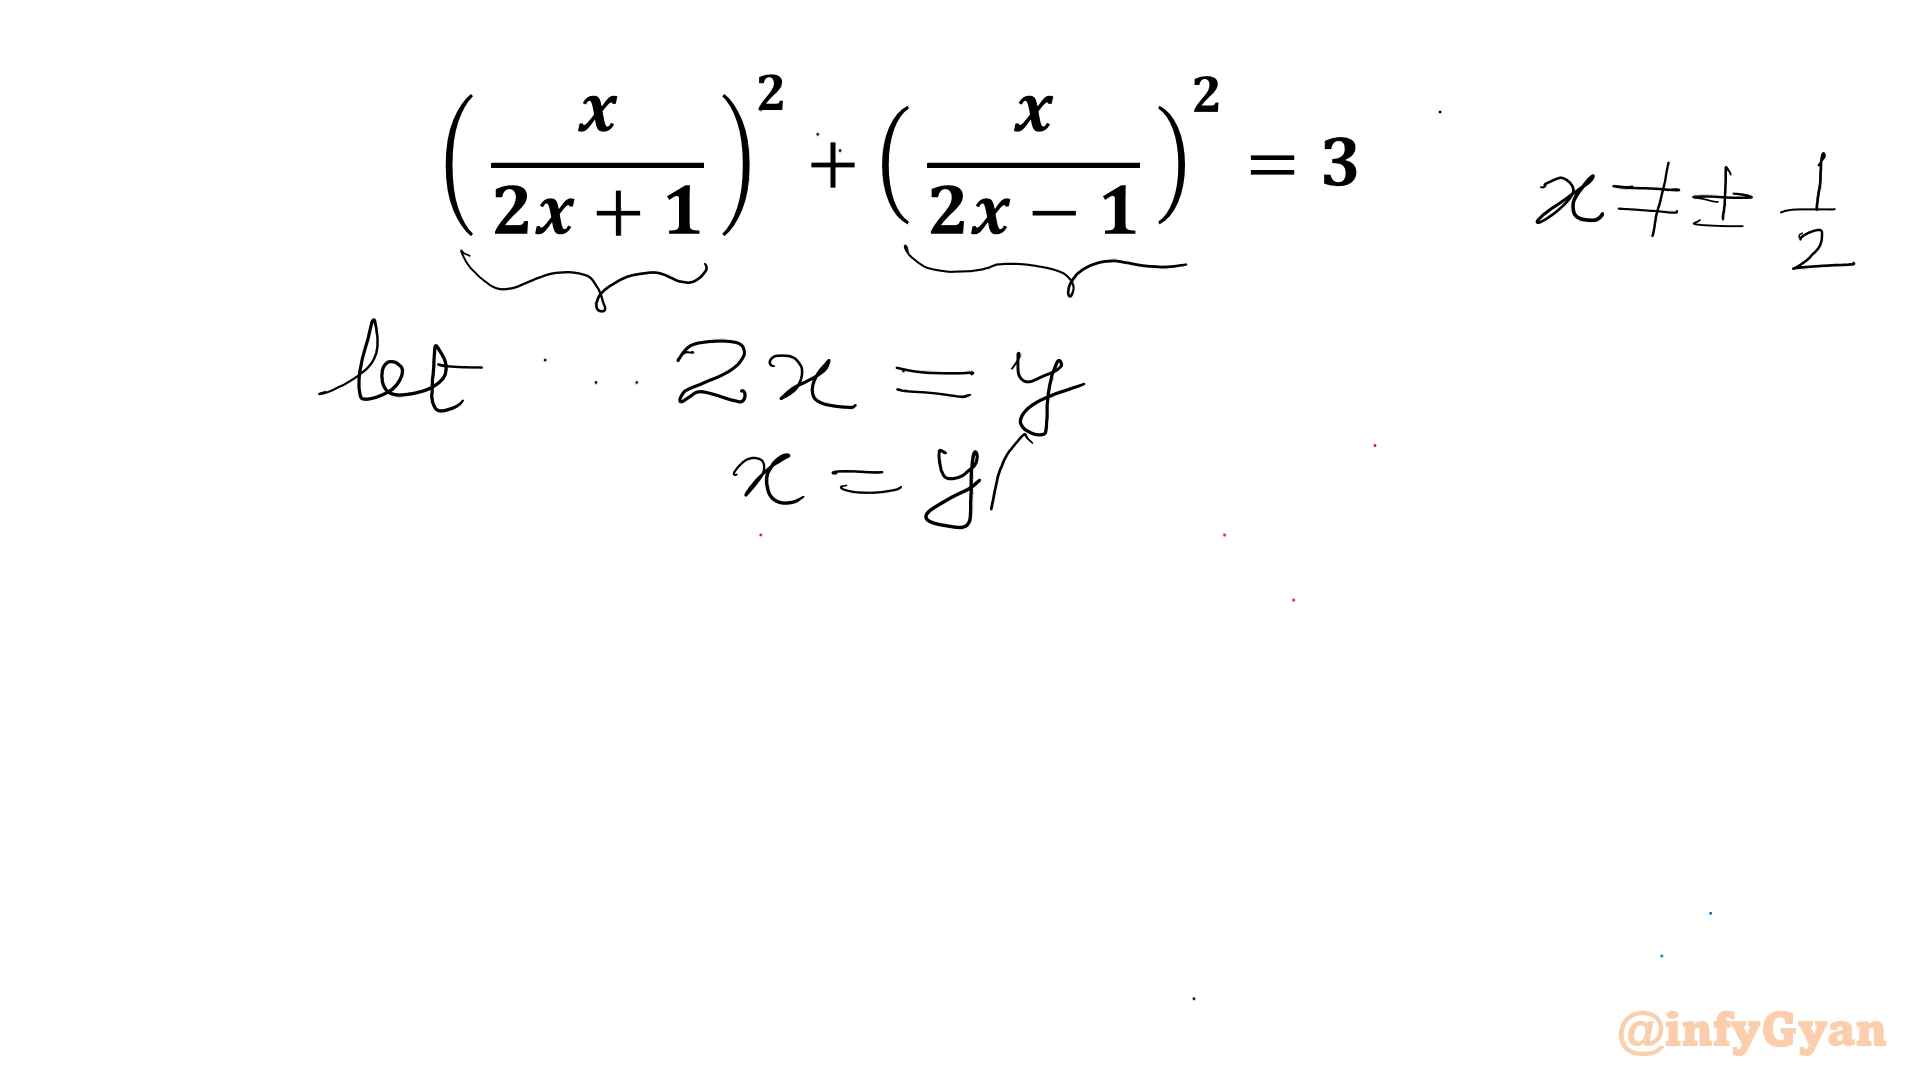 (x/(2x + 1))² + (x/(2x − 1))² = 3
x ≠ ± 1/2
let 2x = y
x = y/
@infyGyan